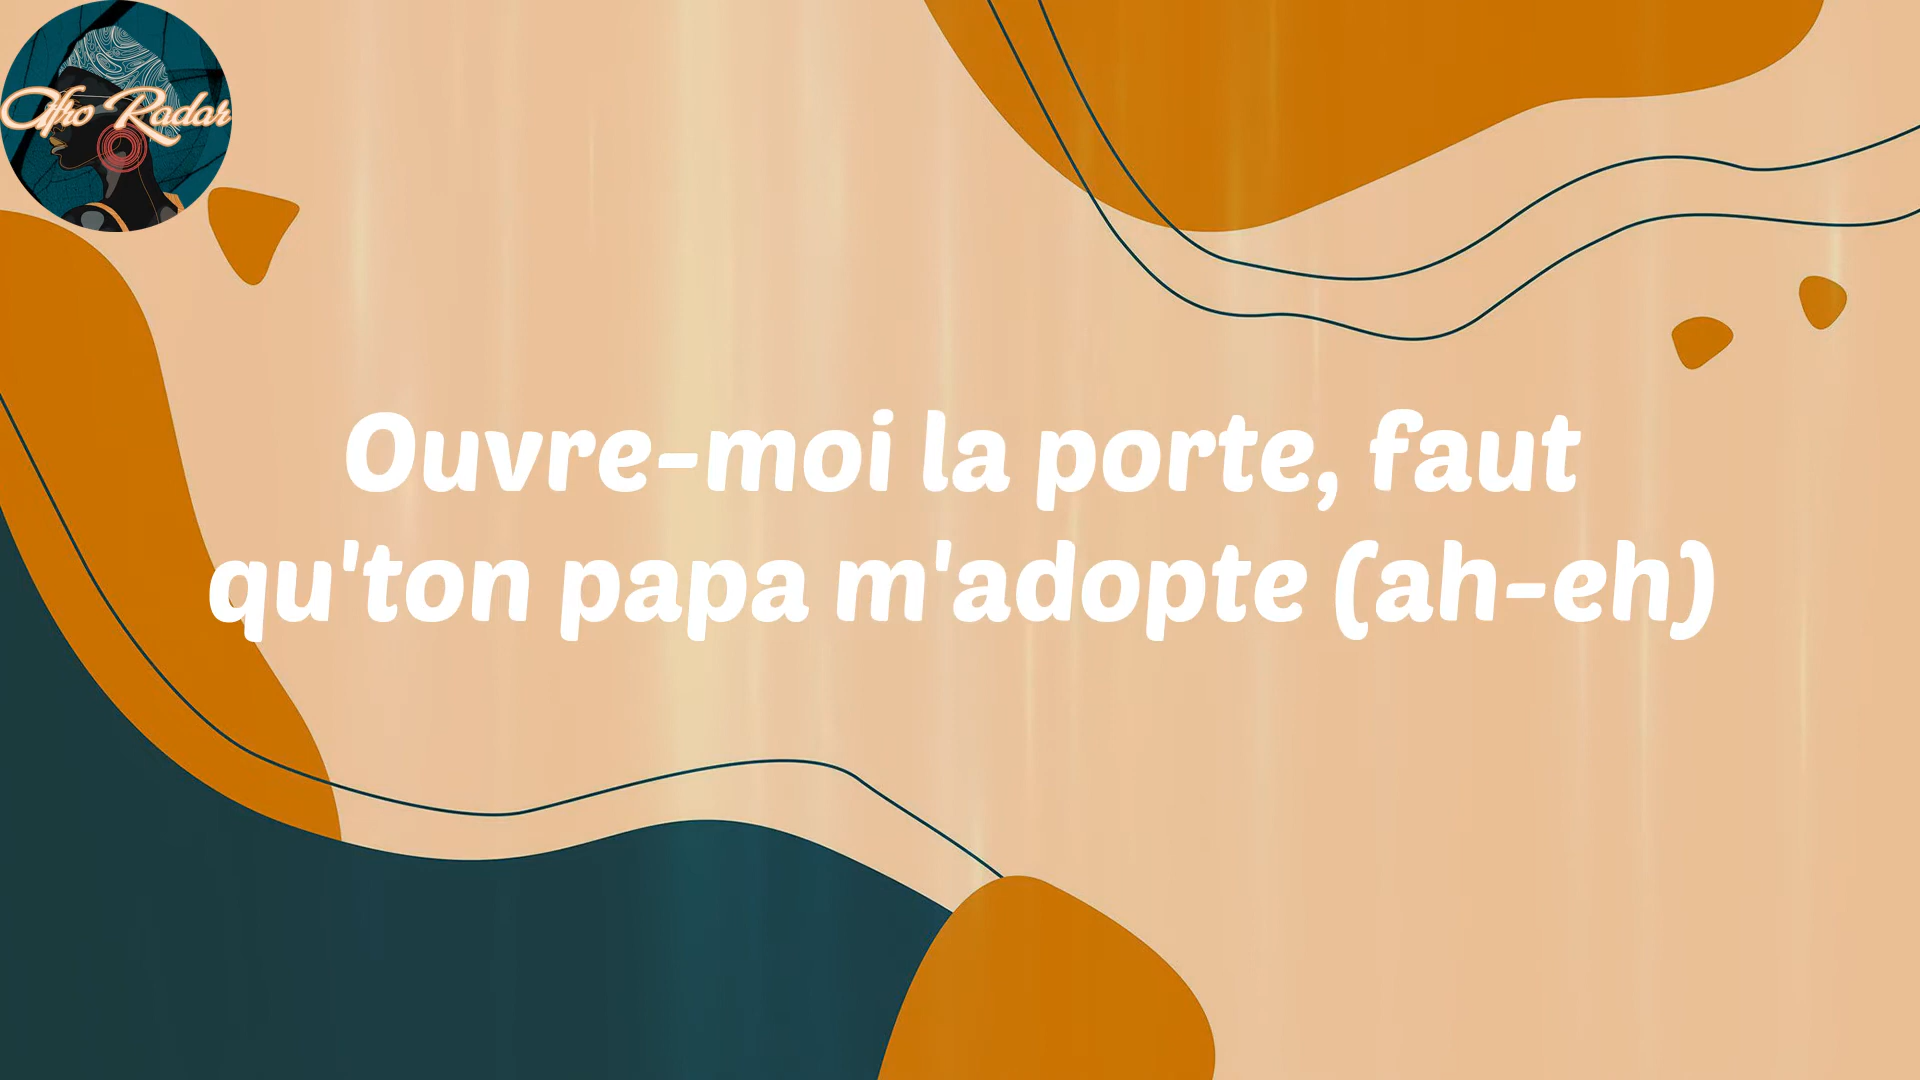 Afro Radar
Ouvre-moi la porte, faut
qu'ton papa m'adopte (ah-eh)